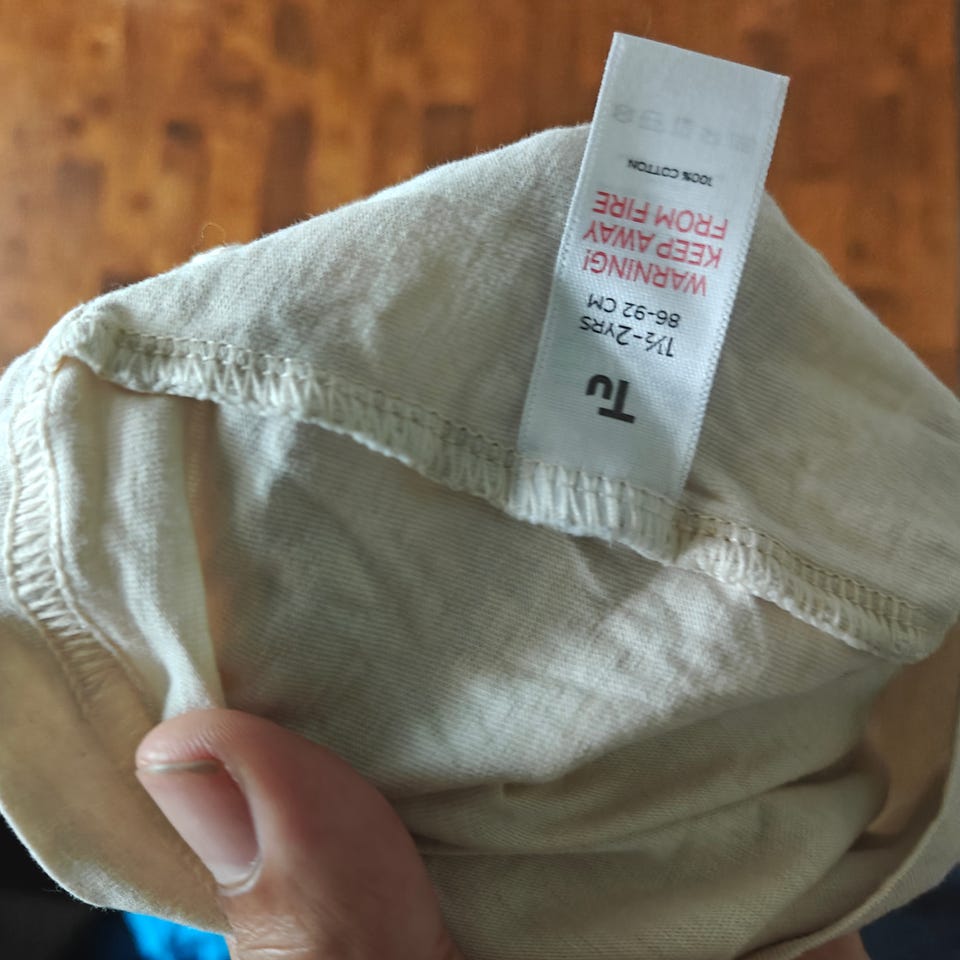 Tu
1½-2YRS
86-92 CM
WARNING!
KEEP AWAY
FROM FIRE
100% COTTON